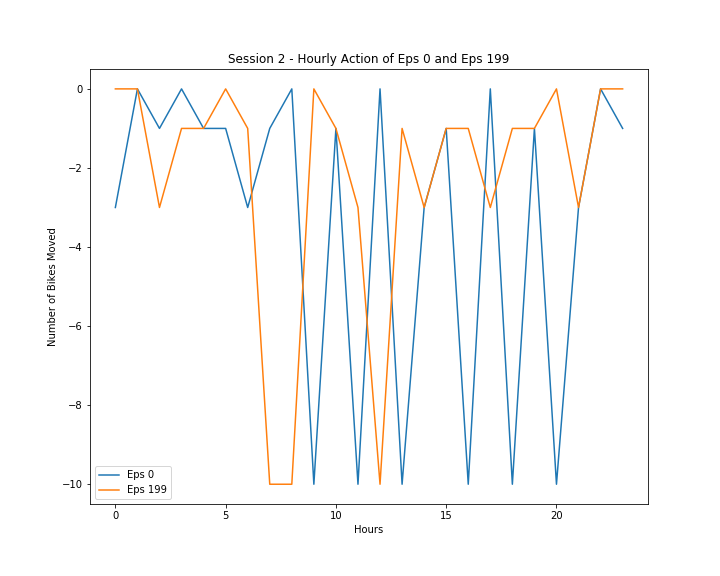 Session 2 - Hourly Action of Eps 0 and Eps 199
Number of Bikes Moved
0
−2
−4
−6
−8
−10
Eps 0
Eps 199
0 5 10 15 20
Hours